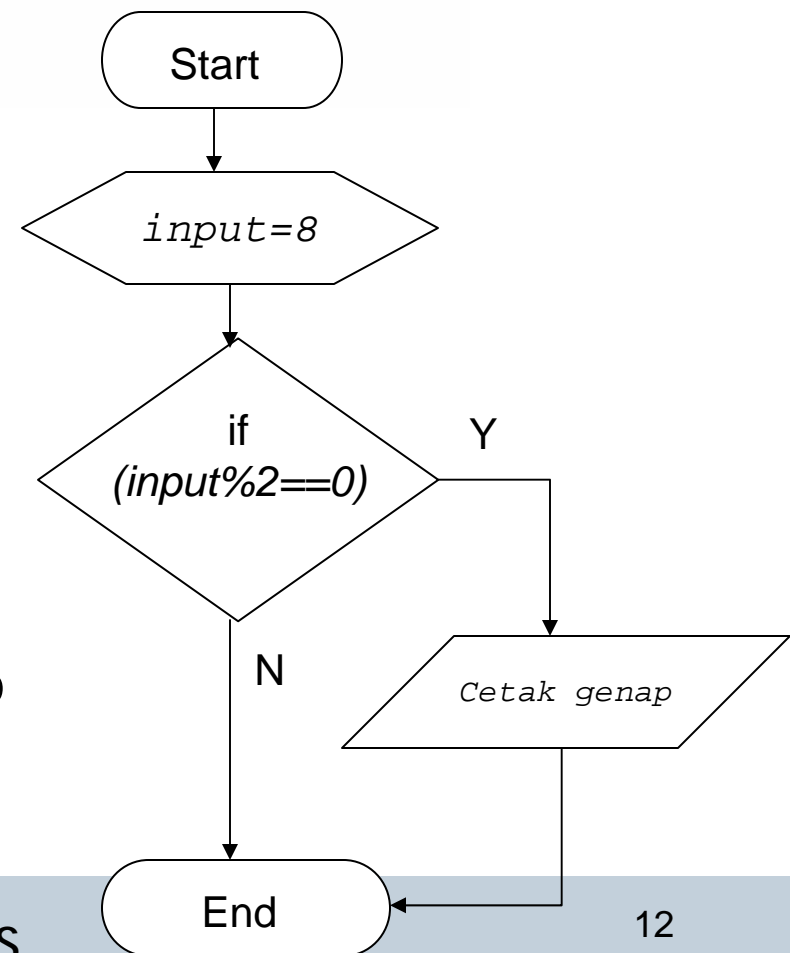 Start
input=8
if
(input%2==0)
Y
N
Cetak genap
End
12